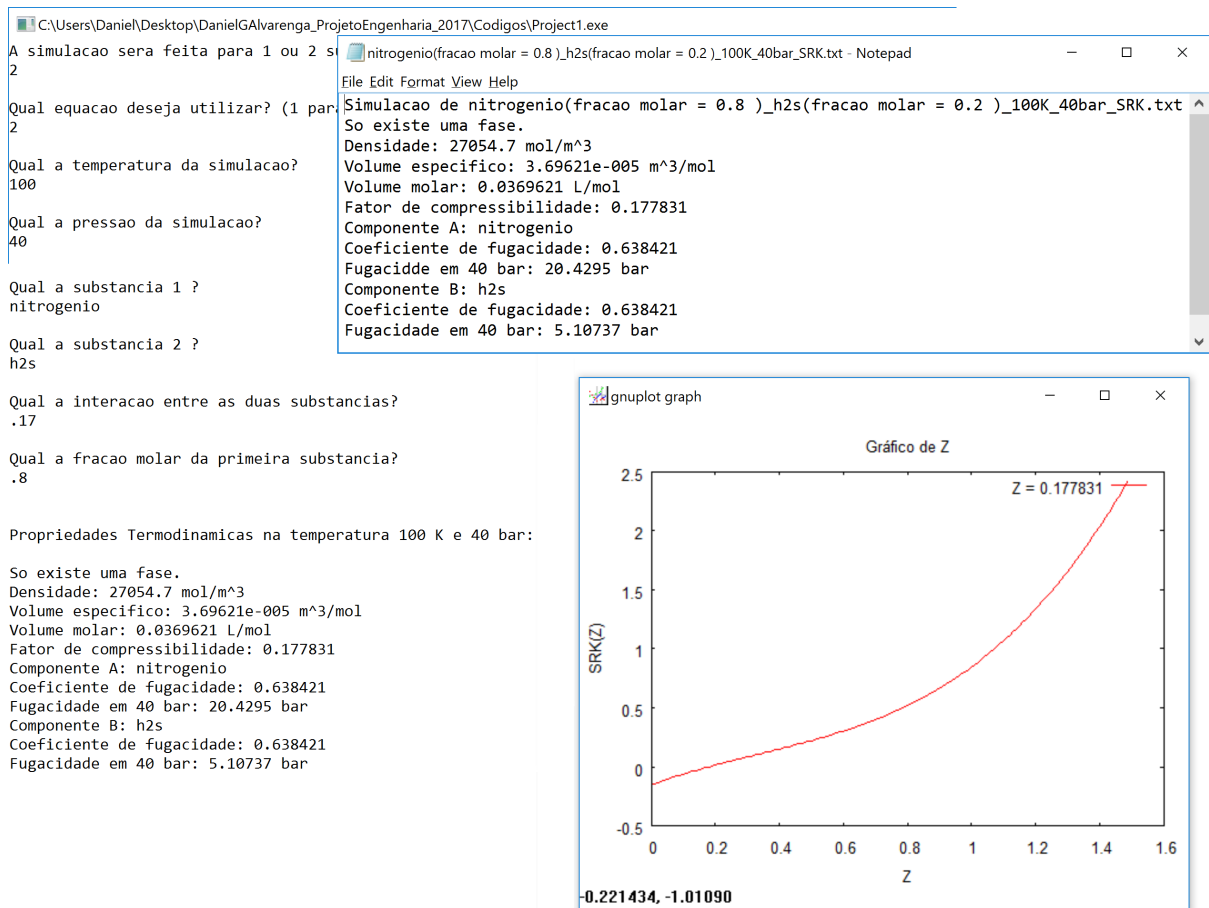 C:\Users\Daniel\Desktop\DanielGAlvarenga_ProjetoEngenharia_2017\Codigos\Project1.exe
A simulacao sera feita para 1 ou 2
2
Qual equacao deseja utilizar? (1
2
Qual a temperatura da simulacao?
100
Qual a pressao da simulacao?
40
Qual a substancia 1 ?
nitrogenio
Qual a substancia 2 ?
h2s
Qual a interacao entre as duas substancias?
.17
Qual a fracao molar da primeira substancia?
.8
Propriedades Termodinamicas na temperatura 100 K e 40 bar:
So existe uma fase.
Densidade: 27054.7 mol/m^3
Volume especifico: 3.69621e-005 m^3/mol
Volume molar: 0.0369621 L/mol
Fator de compressibilidade: 0.177831
Componente A: nitrogenio
Coeficiente de fugacidade: 0.638421
Fugacidade em 40 bar: 20.4295 bar
Componente B: h2s
Coeficiente de fugacidade: 0.638421
Fugacidade em 40 bar: 5.10737 bar
nitrogenio(fracao molar = 0.8 )_h2s(fracao molar = 0.2 )_100K_40bar_SRK.txt - Notepad
File Edit Format View Help
Simulacao de nitrogenio(fracao molar = 0.8 )_h2s(fracao molar = 0.2 )_100K_40bar_SRK.txt
So existe uma fase.
Densidade: 27054.7 mol/m^3
Volume especifico: 3.69621e-005 m^3/mol
Volume molar: 0.0369621 L/mol
Fator de compressibilidade: 0.177831
Componente A: nitrogenio
Coeficiente de fugacidade: 0.638421
Fugacidde em 40 bar: 20.4295 bar
Componente B: h2s
Coeficiente de fugacidade: 0.638421
Fugacidade em 40 bar: 5.10737 bar
gnuplot graph
Gráfico de Z
Z = 0.177831
2.5
2
1.5
1
0.5
0
-0.5
SRK(Z)
0 0.2 0.4 0.6 0.8 1 1.2 1.4 1.6
Z
-0.221434, -1.01090